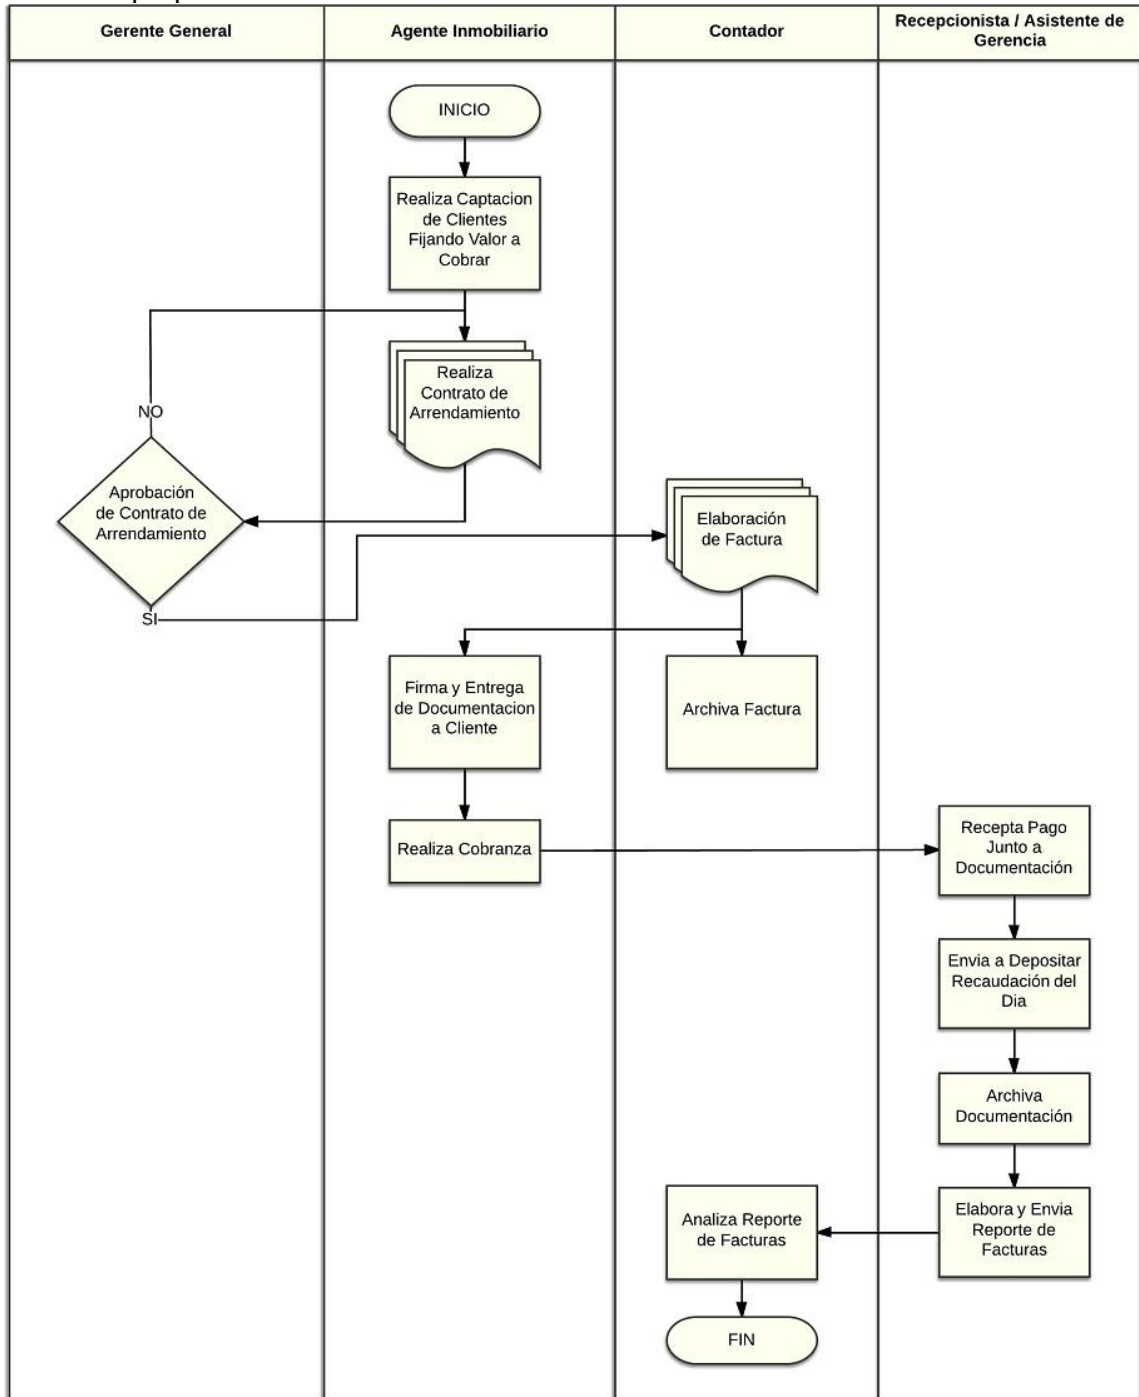 Gerente General
Agente Inmobiliario
Contador
Recepcionista / Asistente de
Gerencia
INICIO
Realiza Captacion
de Clientes
Fijando Valor a
Cobrar
Realiza
Contrato de
Arrendamiento
NO
Aprobación
de Contrato de
Arrendamiento
SI
Elaboración
de Factura
Firma y Entrega
de Documentacion
a Cliente
Archiva Factura
Realiza Cobranza
Recepta Pago
Junto a
Documentación
Envia a Depositar
Recaudación del
Dia
Archiva
Documentación
Elabora y Envia
Reporte de
Facturas
Analiza Reporte
de Facturas
FIN